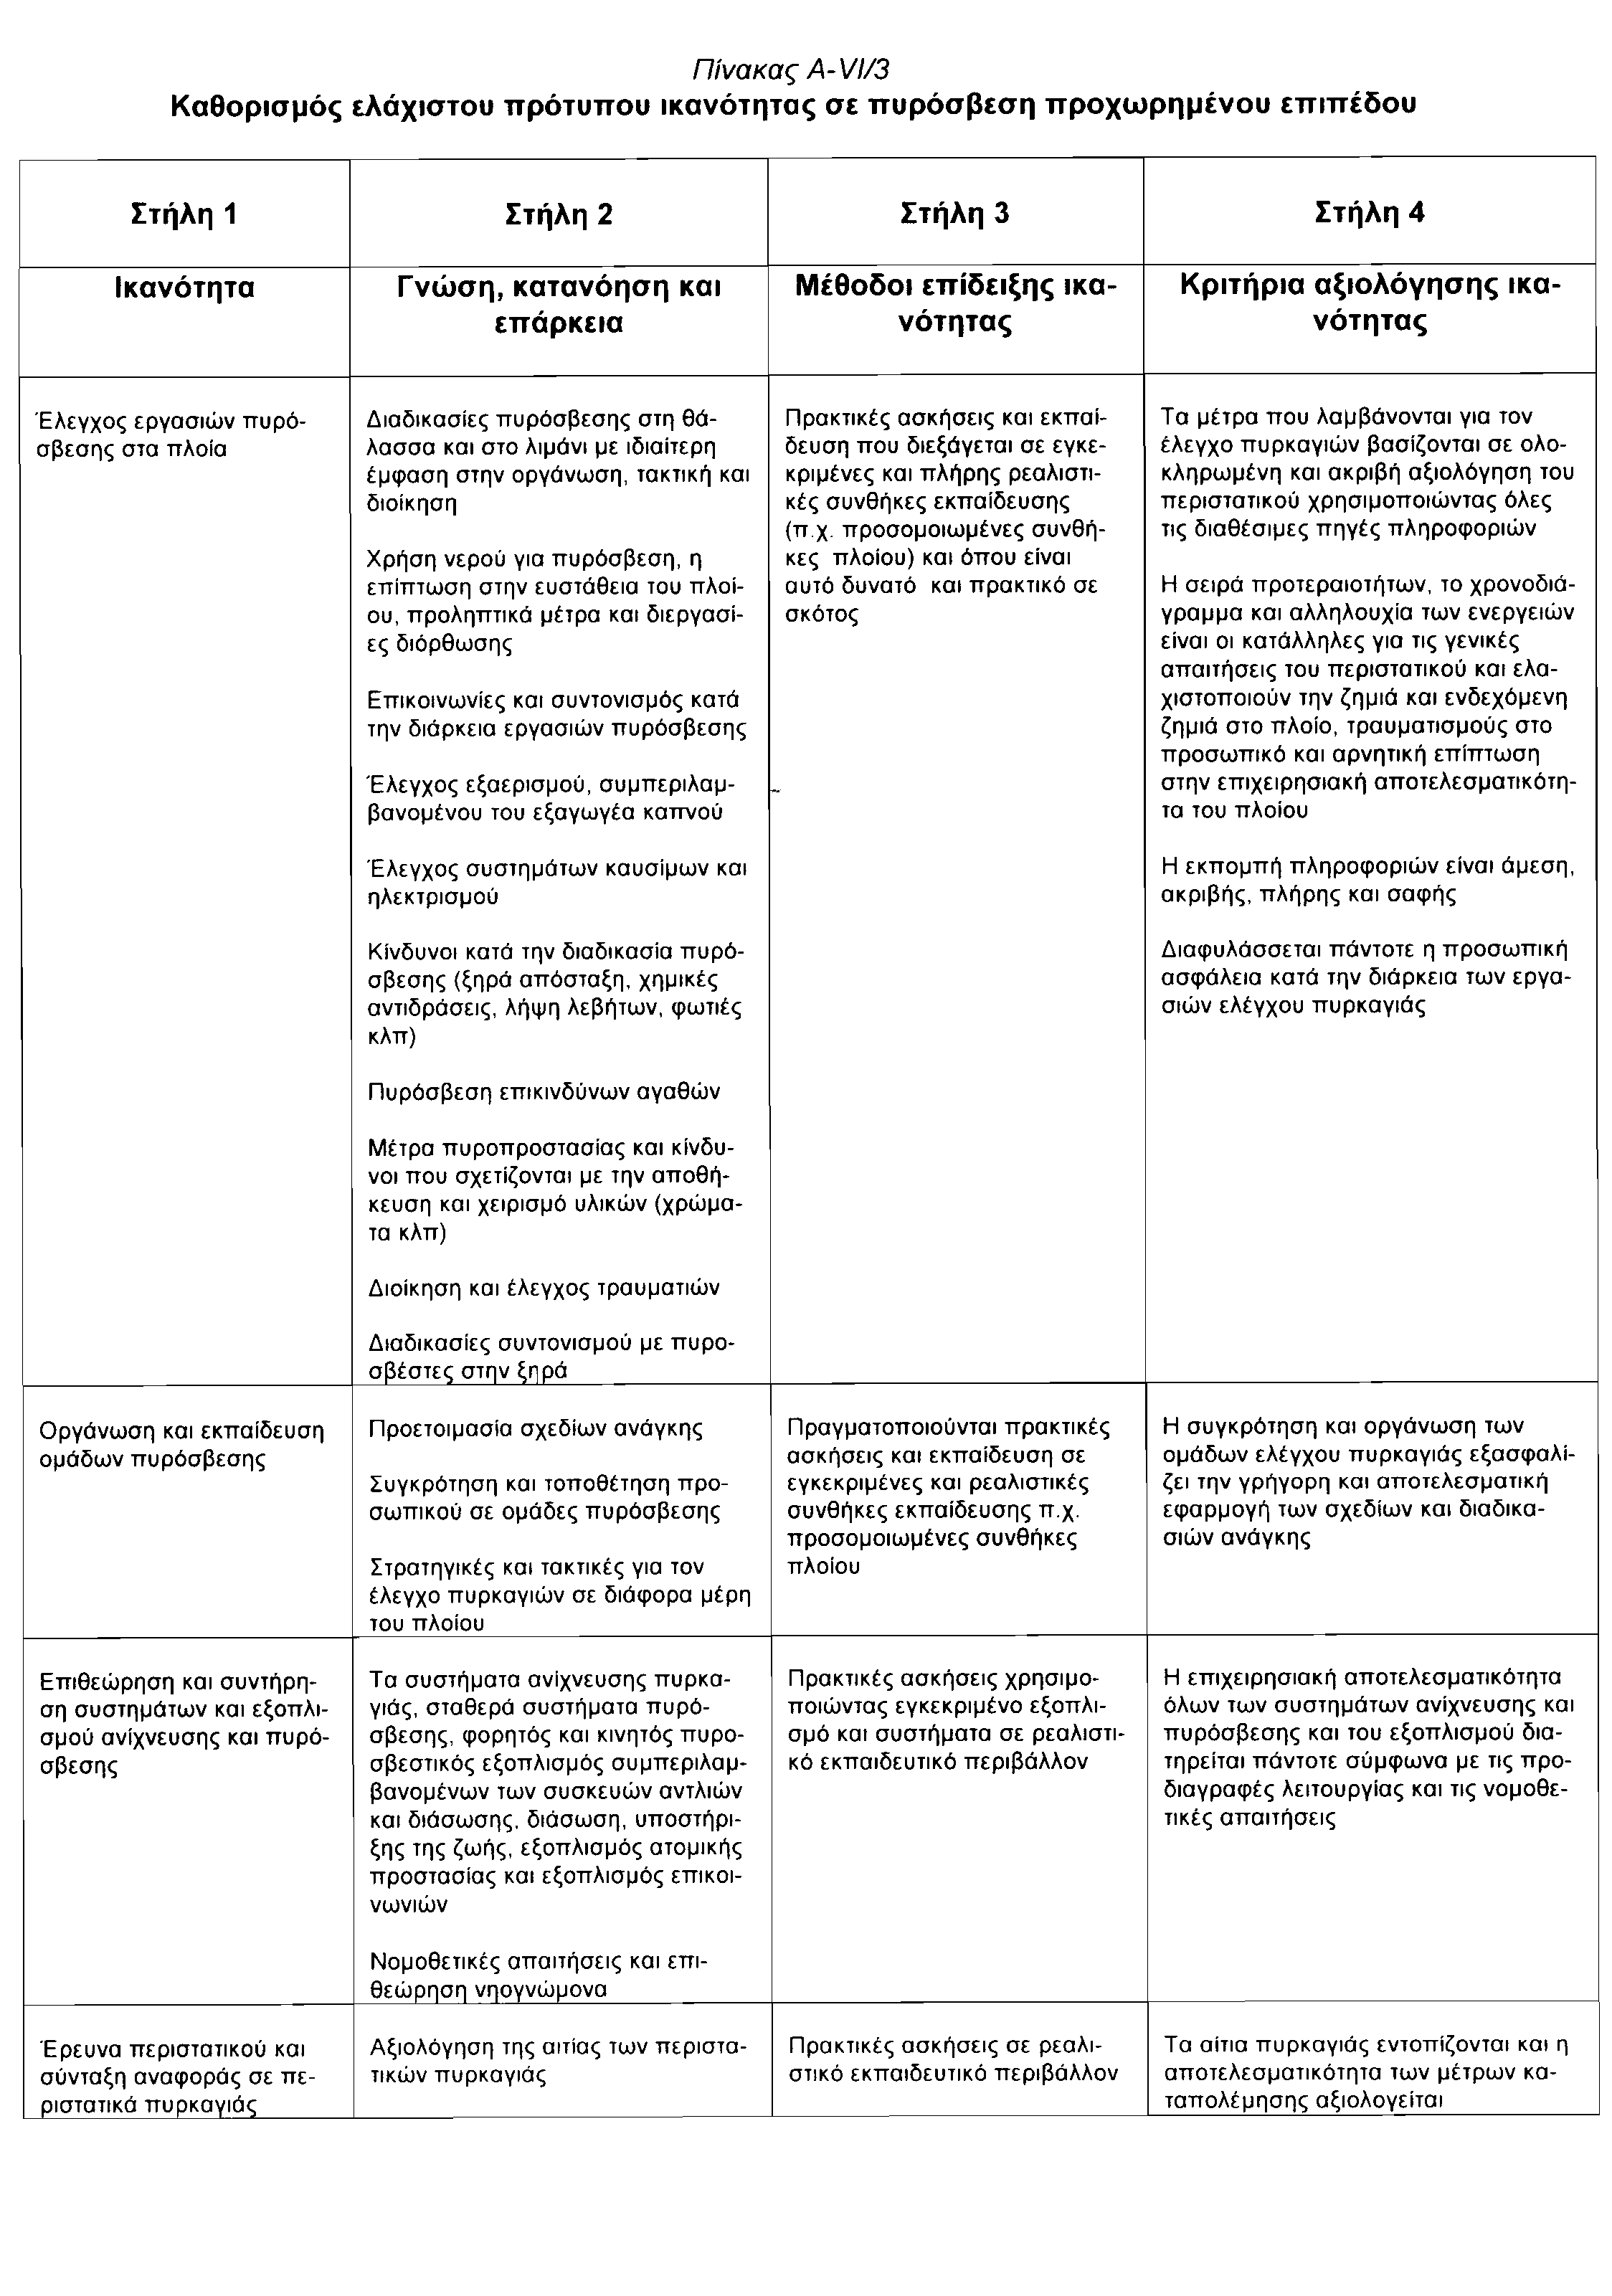 Πίνακας Α-VI/3
Καθορισμός ελάχιστου πρότυπου ικανότητας σε πυρόσβεση προχωρημένου επιπέδου
Στήλη 1
Στήλη 2
Στήλη 3
Στήλη 4
Ικανότητα
Γνώση, κατανόηση και
επάρκεια
Μέθοδοι επίδειξης ικα-
νότητας
Κριτήρια αξιολόγησης ικα-
νότητας
Έλεγχος εργασιών πυρό-
σβεσης στα πλοία
Διαδικασίες πυρόσβεσης στη θά-
λασσα και στο λιμάνι με ιδιαίτερη
έμφαση στην οργάνωση, τακτική και
διοίκηση
Χρήση νερού για πυρόσβεση, η
επίπτωση στην ευστάθεια του πλοί-
ου, προληπτικά μέτρα και διεργασί-
ες διόρθωσης
Επικοινωνίες και συντονισμός κατά
την διάρκεια εργασιών πυρόσβεσης
Έλεγχος εξαερισμού, συμπεριλαμ-
βανομένου του εξαγωγέα καπνού
Έλεγχος συστημάτων καυσίμων και
ηλεκτρισμού
Κίνδυνοι κατά την διαδικασία πυρό-
σβεσης (ξηρά απόσταξη, χημικές
αντιδράσεις, λήψη λεβήτων, φωτιές
κλπ)
Πυρόσβεση επικινδύνων αγαθών
Μέτρα πυροπροστασίας και κίνδυ-
νοι που σχετίζονται με την αποθή-
κευση και χειρισμό υλικών (χρώμα-
τα κλπ)
Διοίκηση και έλεγχος τραυματιών
Διαδικασίες συντονισμού με πυρο-
σβέστες στην ξηρά
Πρακτικές ασκήσεις και εκπαί-
δευση που διεξάγεται σε εγκε-
κριμένες και πλήρης ρεαλιστι-
κές συνθήκες εκπαίδευσης
(π.χ. προσομοιωμένες συνθή-
κες πλοίου) και όπου είναι
αυτό δυνατό και πρακτικό σε
σκότος
Τα μέτρα που λαμβάνονται για τον
έλεγχο πυρκαγιών βασίζονται σε ολο-
κληρωμένη και ακριβή αξιολόγηση του
περιστατικού χρησιμοποιώντας όλες
τις διαθέσιμες πηγές πληροφοριών
Η σειρά προτεραιοτήτων, το χρονοδιά-
γραμμα και αλληλουχία των ενεργειών
είναι οι κατάλληλες για τις γενικές
απαιτήσεις του περιστατικού και ελα-
χιστοποιούν την ζημιά και ενδεχόμενη
ζημιά στο πλοίο, τραυματισμούς στο
προσωπικό και αρνητική επίπτωση
στην επιχειρησιακή αποτελεσματικότη-
τα του πλοίου
Η εκπομπή πληροφοριών είναι άμεση,
ακριβής, πλήρης και σαφής
Διαφυλάσσεται πάντοτε η προσωπική
ασφάλεια κατά την διάρκεια των εργα-
σιών ελέγχου πυρκαγιάς
Οργάνωση και εκπαίδευση
ομάδων πυρόσβεσης
Προετοιμασία σχεδίων ανάγκης
Συγκρότηση και τοποθέτηση προ-
σωπικού σε ομάδες πυρόσβεσης
Στρατηγικές και τακτικές για τον
έλεγχο πυρκαγιών σε διάφορα μέρη
του πλοίου
Πραγματοποιούνται πρακτικές
ασκήσεις και εκπαίδευση σε
εγκεκριμένες και ρεαλιστικές
συνθήκες εκπαίδευσης π.χ.
προσομοιωμένες συνθήκες
πλοίου
Η συγκρότηση και οργάνωση των
ομάδων ελέγχου πυρκαγιάς εξασφαλί-
ζει την γρήγορη και αποτελεσματική
εφαρμογή των σχεδίων και διαδικα-
σιών ανάγκης
Επιθεώρηση και συντήρη-
ση συστημάτων και εξοπλι-
σμού ανίχνευσης και πυρό-
σβεσης
Τα συστήματα ανίχνευσης πυρκα-
γιάς, σταθερά συστήματα πυρό-
σβεσης, φορητός και κινητός πυρο-
σβεστικός εξοπλισμός συμπεριλαμ-
βανομένων των συσκευών αντλιών
και διάσωσης, διάσωση, υποστήρι-
ξης της ζωής, εξοπλισμός ατομικής
προστασίας και εξοπλισμός επικοι-
νωνιών
Νομοθετικές απαιτήσεις και επι-
θεώρηση νηογνώμονα
Πρακτικές ασκήσεις χρησιμο-
ποιώντας εγκεκριμένο εξοπλι-
σμό και συστήματα σε ρεαλιστι-
κό εκπαιδευτικό περιβάλλον
Η επιχειρησιακή αποτελεσματικότητα
όλων των συστημάτων ανίχνευσης και
πυρόσβεσης και του εξοπλισμού δια-
τηρείται πάντοτε σύμφωνα με τις προ-
διαγραφές λειτουργίας και τις νομοθε-
τικές απαιτήσεις
Έρευνα περιστατικού και
σύνταξη αναφοράς σε πε-
ριστατικά πυρκαγιάς
Αξιολόγηση της αιτίας των περιστα-
τικών πυρκαγιάς
Πρακτικές ασκήσεις σε ρεαλι-
στικό εκπαιδευτικό περιβάλλον
Τα αίτια πυρκαγιάς εντοπίζονται και η
αποτελεσματικότητα των μέτρων κα-
ταπολέμησης αξιολογείται